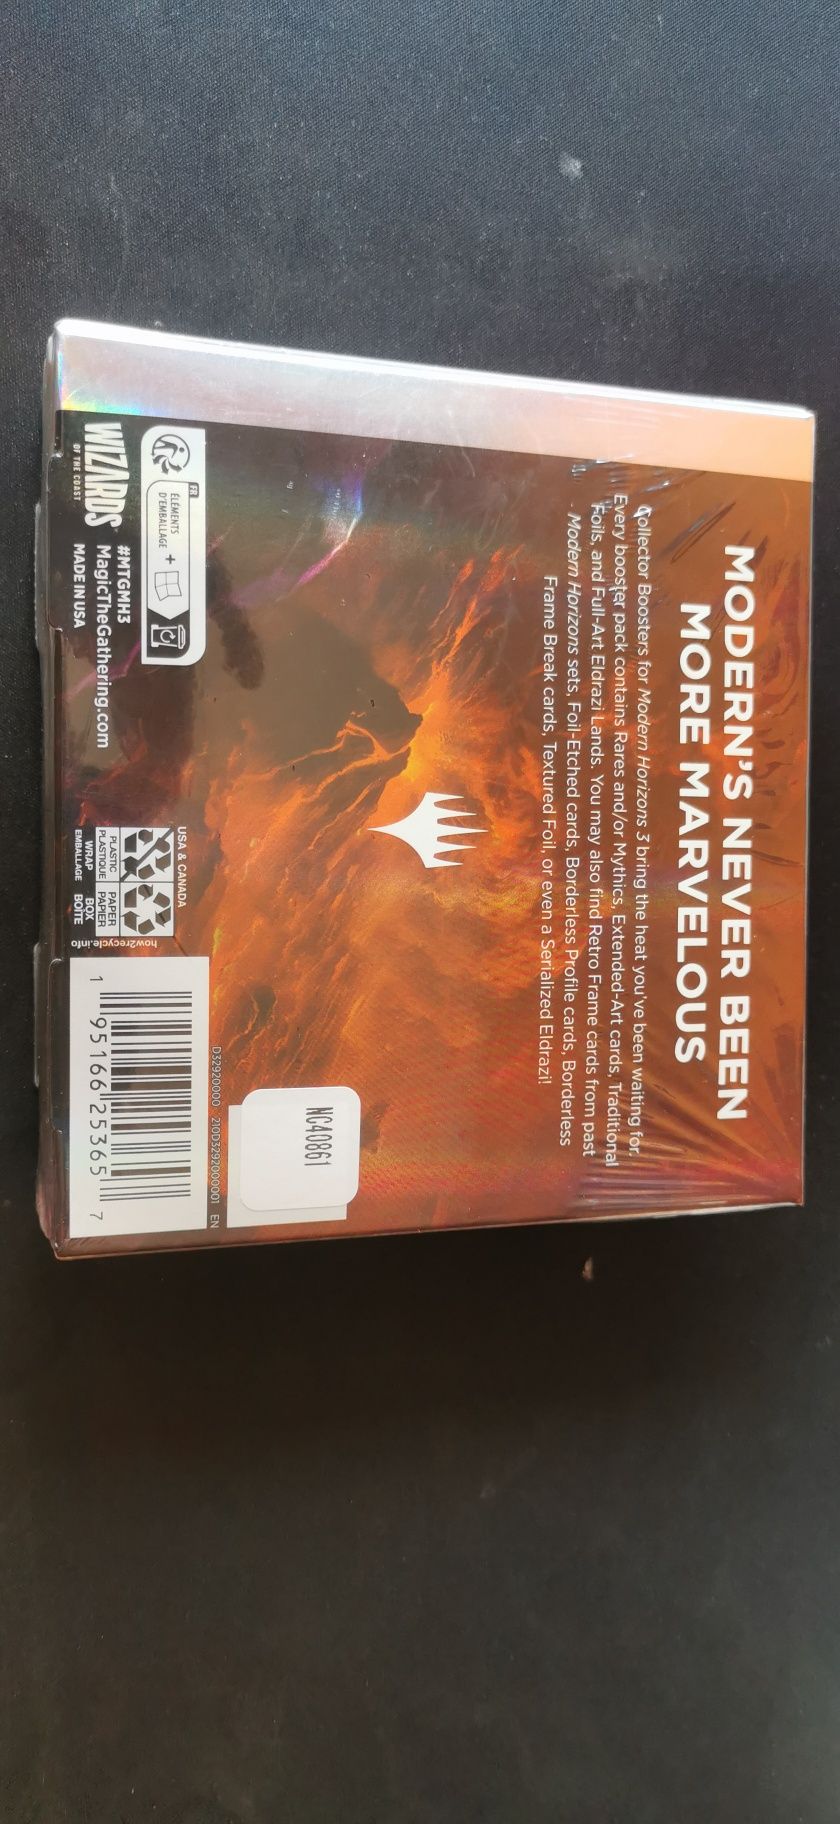 MODERN'S NEVER BEEN
MORE MARVELOUS
Collector Boosters for Modern Horizons 3 bring the heat you've been waiting for.
Every booster pack contains Rares and/or Mythics, Extended-Art cards, Traditional
Foils, and Full-Art Eldrazi Lands. You may also find Retro Frame cards from past
Modern Horizons sets, Foil-Etched cards, Borderless Profile cards, Borderless
Frame Break cards, Textured Foil, or even a Serialized Eldrazi!
NC40861
D32920000 210D3292000001 EN
FR
ÉLÉMENTS
D'EMBALLAGE
+
WIZARDS
OF THE COAST
#MTGMH3
MagicTheGathering.com
MADE IN USA
USA & CANADA
PLASTIC
PLASTIQUE
PAPER
PAPIER
WRAP
EMBALLAGE
BOX
BOÎTE
how2recycle.info
1 95166 25365 7